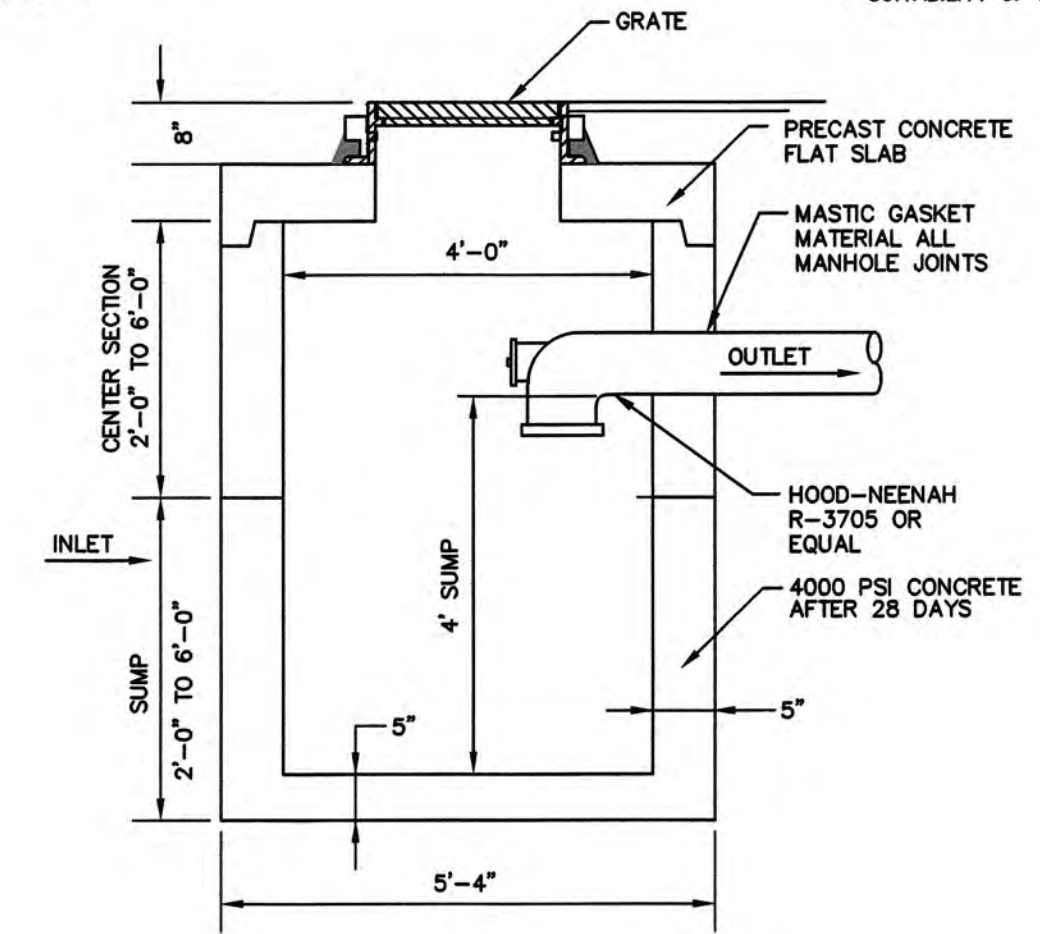 GRATE
8"
PRECAST CONCRETE
FLAT SLAB
MASTIC GASKET
MATERIAL ALL
MANHOLE JOINTS
4'-0"
CENTER SECTION
2'-0" TO 6'-0"
OUTLET
HOOD-NEENAH
R-3705 OR
EQUAL
INLET
4' SUMP
4000 PSI CONCRETE
AFTER 28 DAYS
SUMP
2'-0" TO 6'-0"
5"
5"
5'-4"